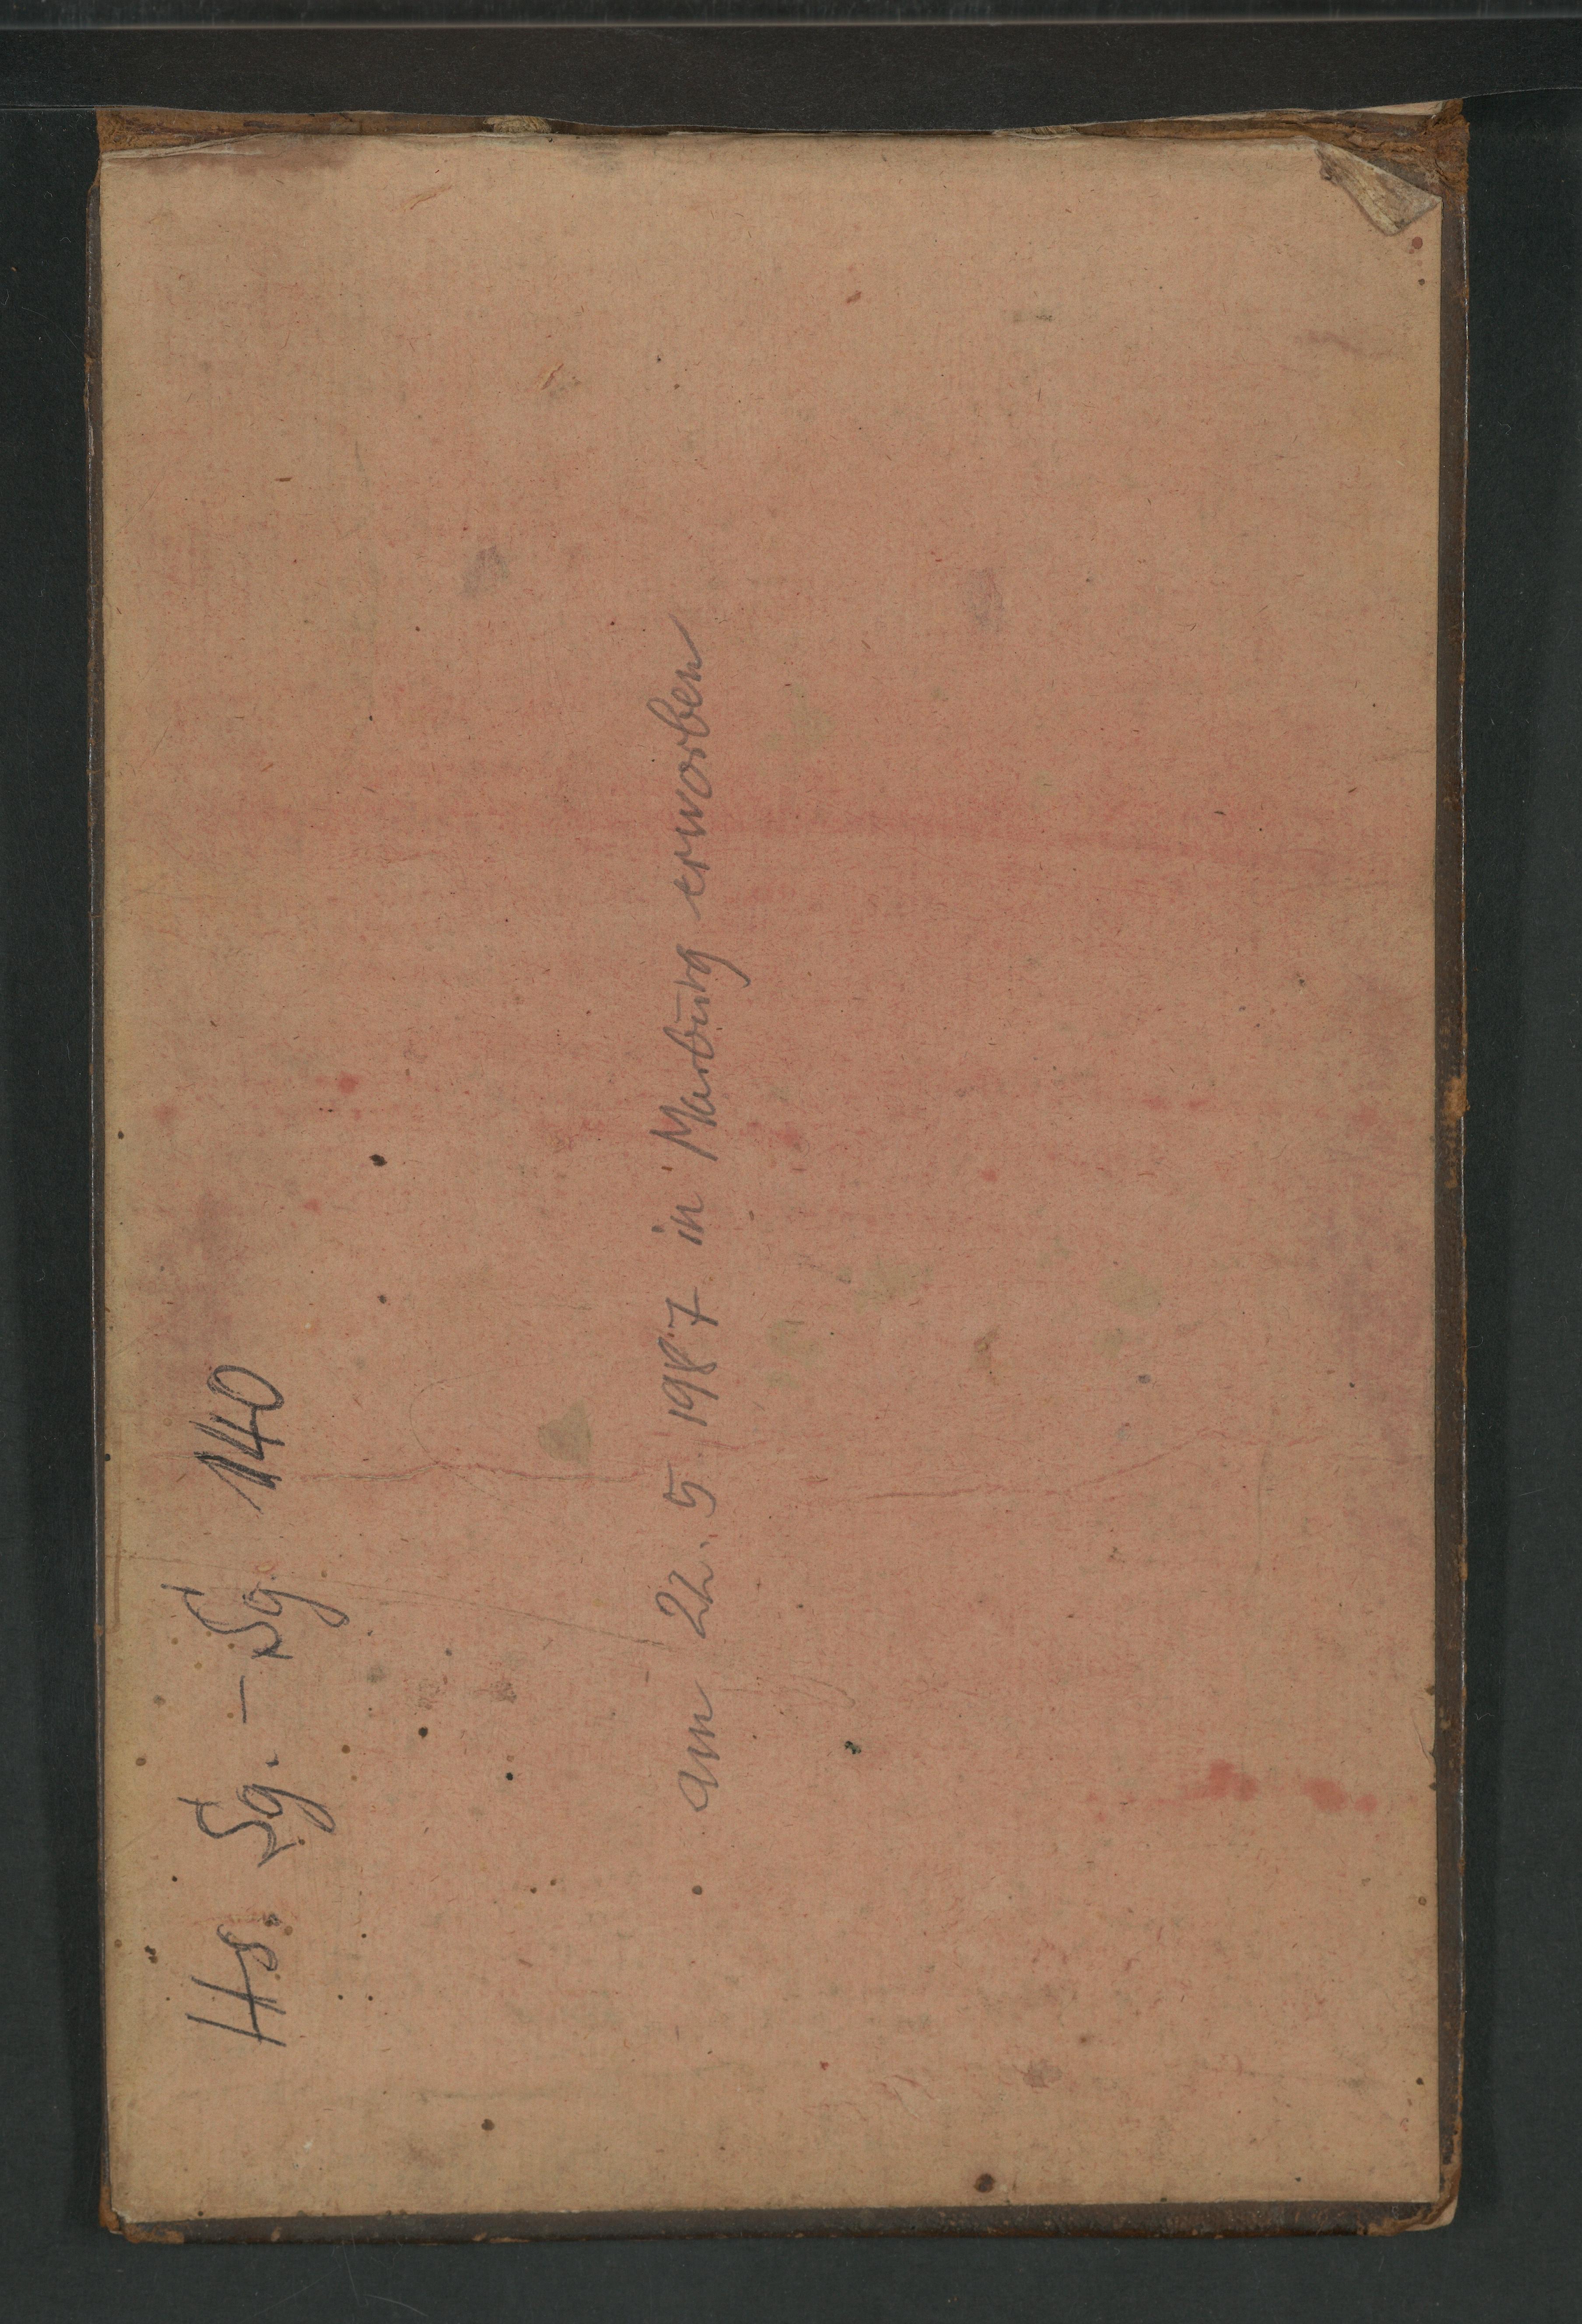 Hs. Sg. - Sg. 140
am 22. 5. 1987 in Marburg erworben